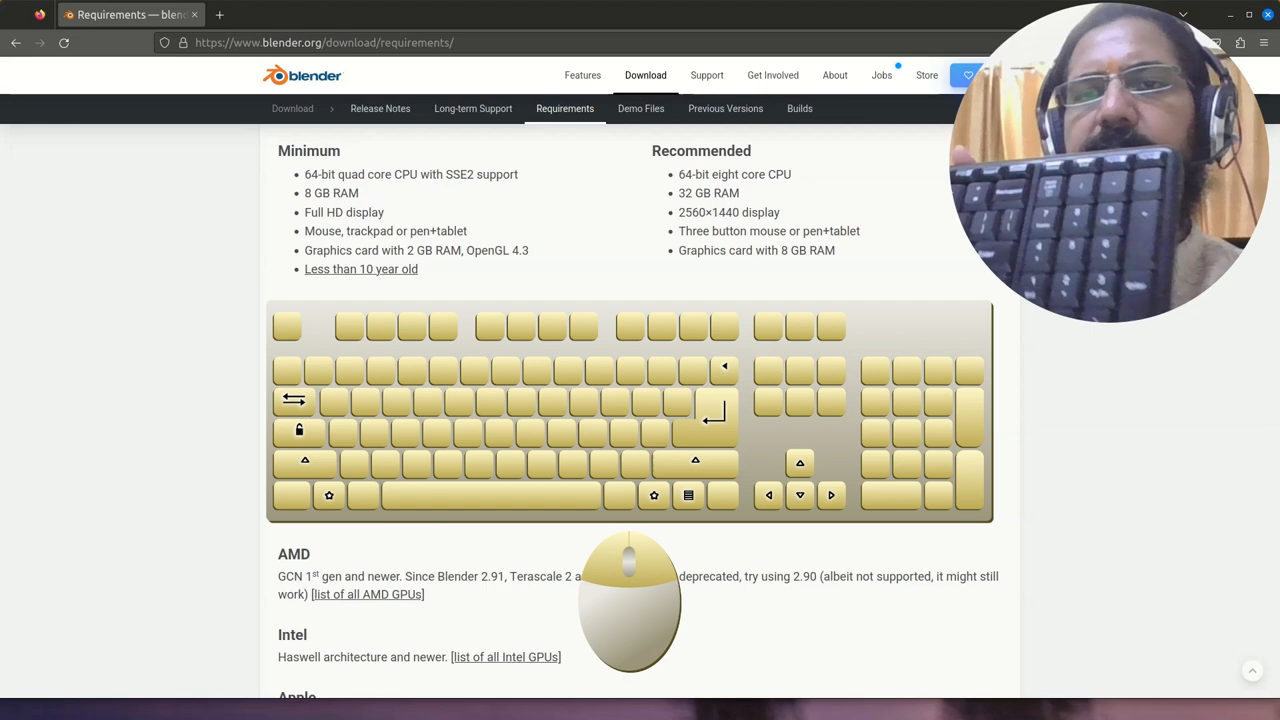 Requirements — blend
https://www.blender.org/download/requirements/
blender
Features Download Support Get Involved About Jobs Store
Download Release Notes Long-term Support Requirements Demo Files Previous Versions Builds
Minimum
64-bit quad core CPU with SSE2 support
8 GB RAM
Full HD display
Mouse, trackpad or pen+tablet
Graphics card with 2 GB RAM, OpenGL 4.3
Less than 10 year old
Recommended
64-bit eight core CPU
32 GB RAM
2560×1440 display
Three button mouse or pen+tablet
Graphics card with 8 GB RAM
Backspace
AMD
GCN 1st gen and newer. Since Blender 2.91, Terascale 2 a deprecated, try using 2.90 (albeit not supported, it might still
work) [list of all AMD GPUs]
Intel
Haswell architecture and newer. [list of all Intel GPUs]
Apple